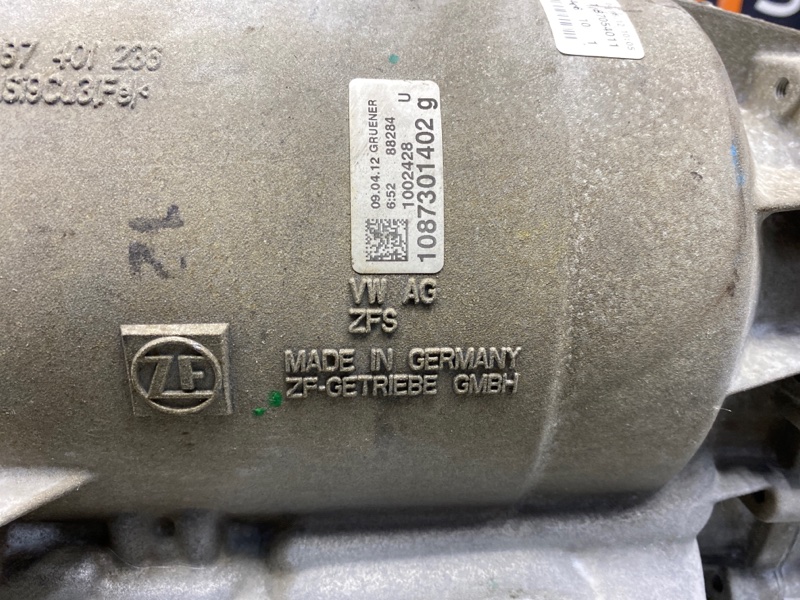 67 401 286
09.04.12 GRUENER
6:52 88284 U
1002428
1087301402 g
VW AG
ZFS
ZF
MADE IN GERMANY
ZF-GETRIEBE GMBH